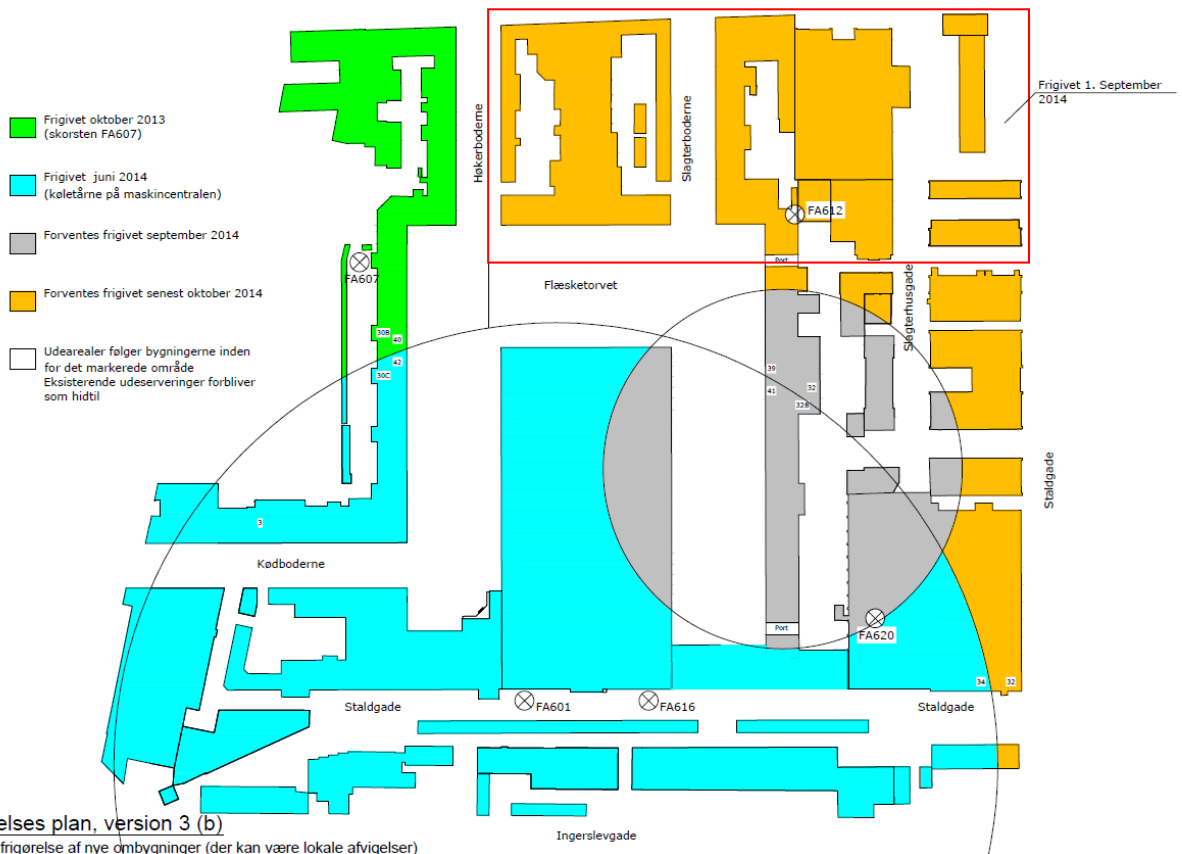 Frigivet oktober 2013
(skorsten FA607)
Frigivet juni 2014
(køletårne på maskincentralen)
Forventes frigivet september 2014
Forventes frigivet senest oktober 2014
Udearealer følger bygningerne inden
for det markerede område
Eksisterende udeserveringer forbliver
som hidtil
Høkerboderne
Slagterboderne
Frigivet 1. September
2014
FA612
Port
FA607
Flæsketorvet
Slagterhusgade
30B
40
42
30C
39
41
32
32B
Staldgade
3
Kødboderne
Port
FA620
34
32
Staldgade
FA601
FA616
Staldgade
Ingerslevgade
elses plan, version 3 (b)
frigørelse af nye ombygninger (der kan være lokale afvigelser)